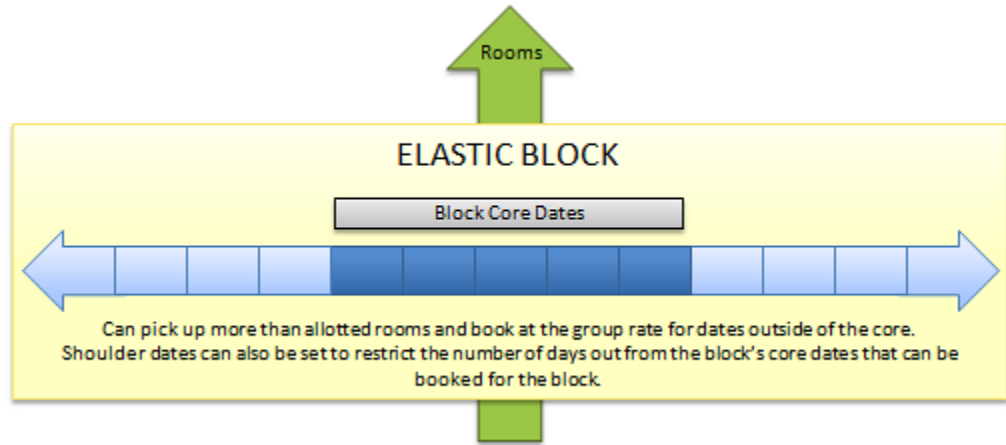 Rooms
ELASTIC BLOCK
Block Core Dates
Can pick up more than allotted rooms and book at the group rate for dates outside of the core.
Shoulder dates can also be set to restrict the number of days out from the block's core dates that can be
booked for the block.